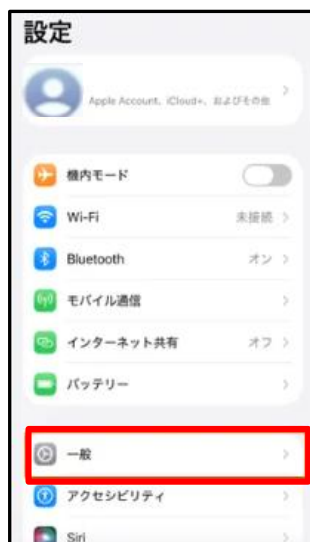 設定
Apple Account、iCloud+、およびその他
機内モード
Wi-Fi 未接続
Bluetooth オン
モバイル通信
インターネット共有 オフ
バッテリー
一般
アクセシビリティ
Siri